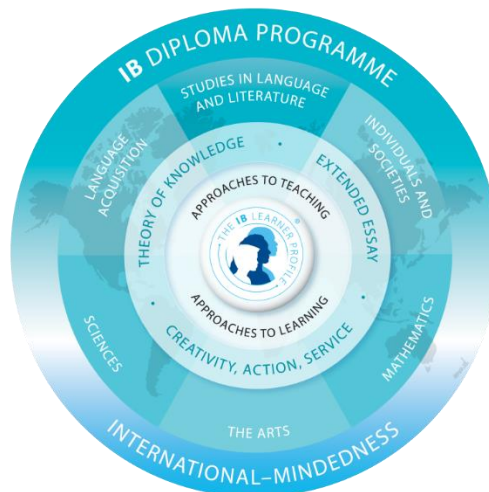 IB DIPLOMA PROGRAMME
STUDIES IN LANGUAGE
AND LITERATURE
LANGUAGE
ACQUISITION
INDIVIDUALS AND
SOCIETIES
THEORY OF KNOWLEDGE
EXTENDED ESSAY
APPROACHES TO TEACHING
THE IB LEARNER PROFILE
®
APPROACHES TO LEARNING
CREATIVITY, ACTION, SERVICE
SCIENCES
MATHEMATICS
THE ARTS
INTERNATIONAL–MINDEDNESS